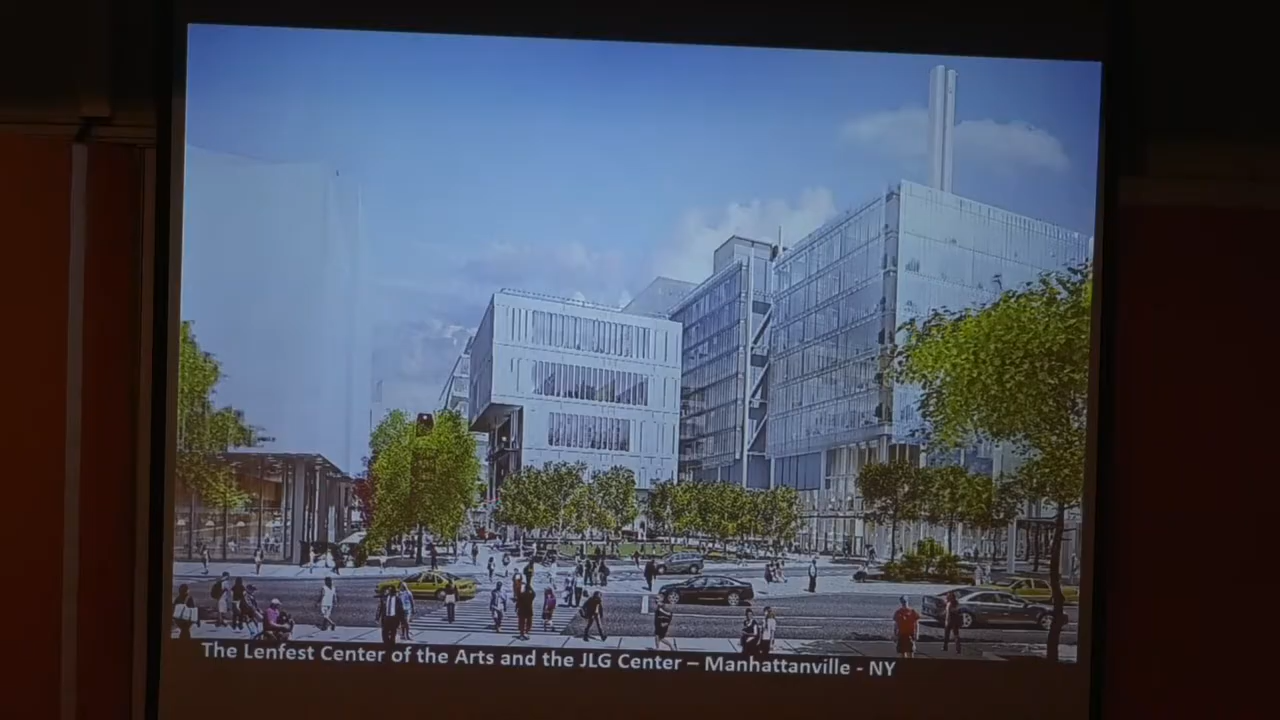 The Lenfest Center of the Arts and the JLG Center – Manhattanville - NY